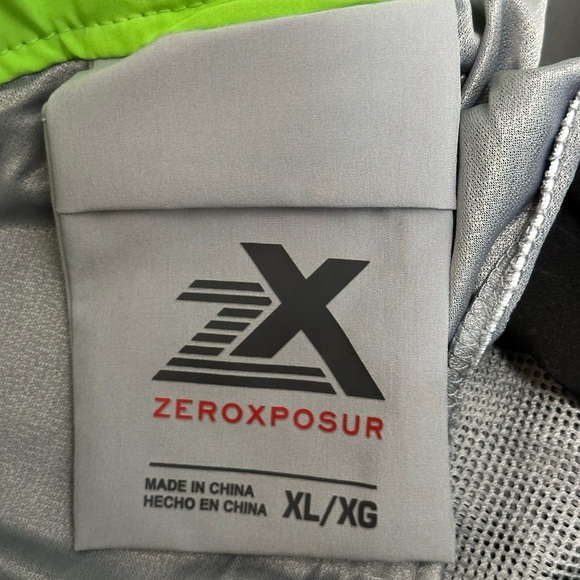 ZX
ZEROXPOSUR
MADE IN CHINA
HECHO EN CHINA
XL/XG